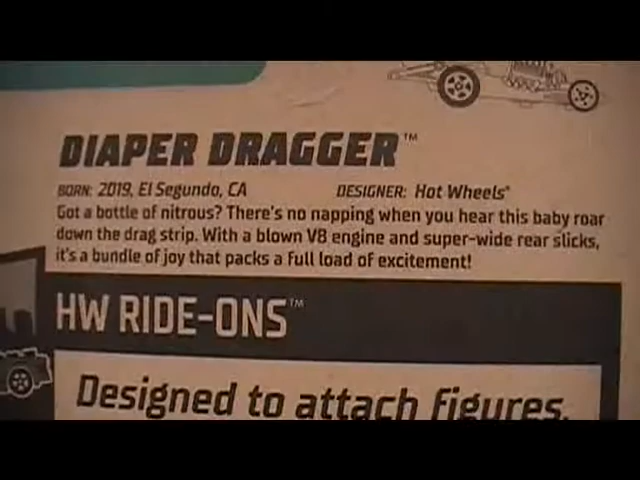 DIAPER DRAGGER™
BORN: 2019, El Segundo, CA DESIGNER: Hot Wheels®
Got a bottle of nitrous? There's no napping when you hear this baby roar
down the drag strip. With a blown V8 engine and super-wide rear slicks,
it's a bundle of joy that packs a full load of excitement!
HW RIDE-ONS™
Designed to attach figures.